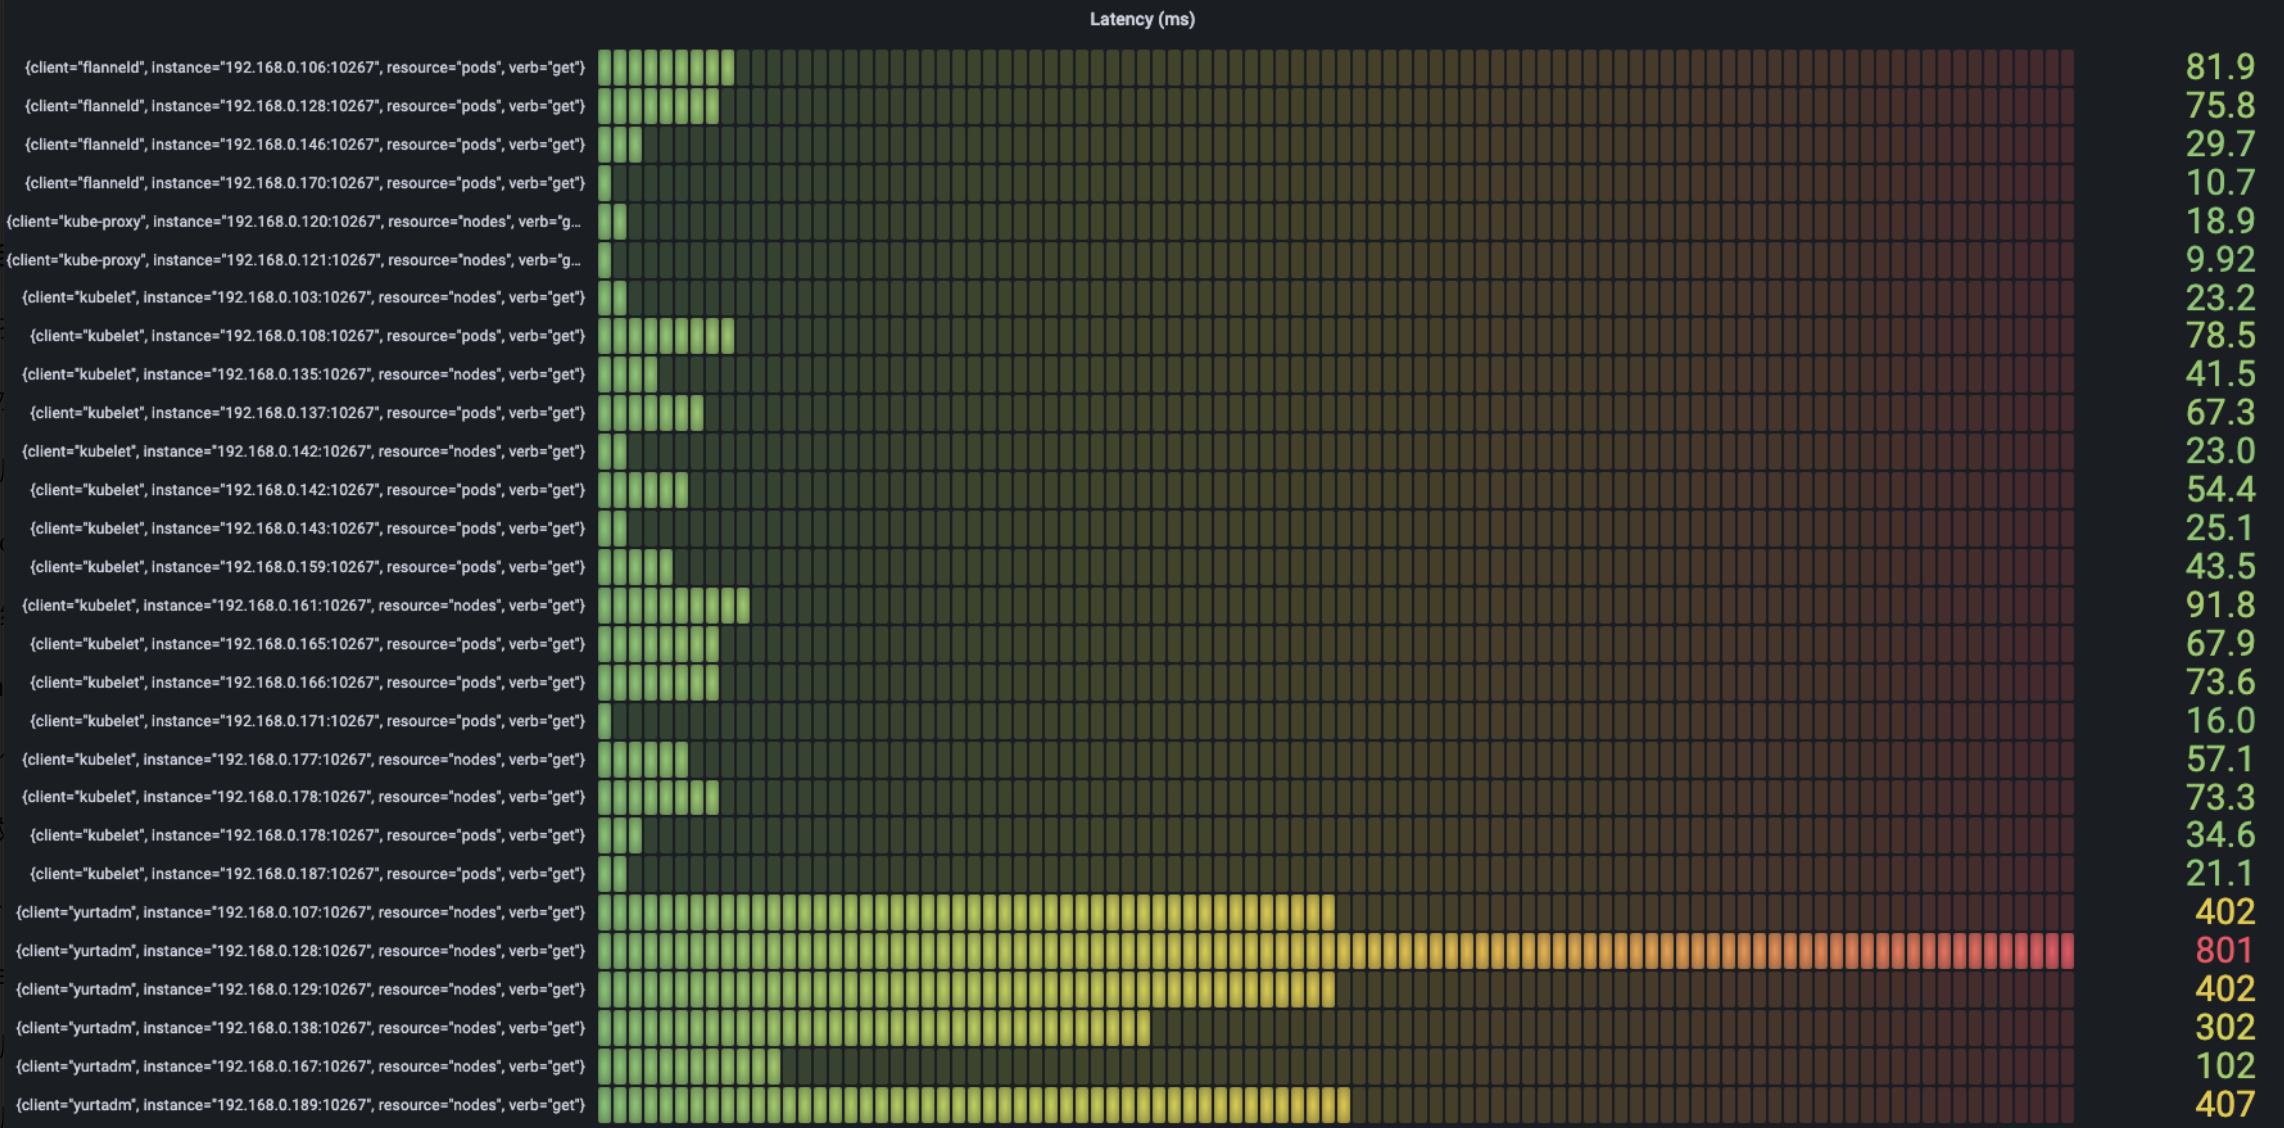 Latency (ms)
{client="flanneld", instance="192.168.0.106:10267", resource="pods", verb="get"} 81.9
{client="flanneld", instance="192.168.0.128:10267", resource="pods", verb="get"} 75.8
{client="flanneld", instance="192.168.0.146:10267", resource="pods", verb="get"} 29.7
{client="flanneld", instance="192.168.0.170:10267", resource="pods", verb="get"} 10.7
{client="kube-proxy", instance="192.168.0.120:10267", resource="nodes", verb="g... 18.9
{client="kube-proxy", instance="192.168.0.121:10267", resource="nodes", verb="g... 9.92
{client="kubelet", instance="192.168.0.103:10267", resource="nodes", verb="get"} 23.2
{client="kubelet", instance="192.168.0.108:10267", resource="pods", verb="get"} 78.5
{client="kubelet", instance="192.168.0.135:10267", resource="nodes", verb="get"} 41.5
{client="kubelet", instance="192.168.0.137:10267", resource="pods", verb="get"} 67.3
{client="kubelet", instance="192.168.0.142:10267", resource="nodes", verb="get"} 23.0
{client="kubelet", instance="192.168.0.142:10267", resource="pods", verb="get"} 54.4
{client="kubelet", instance="192.168.0.143:10267", resource="pods", verb="get"} 25.1
{client="kubelet", instance="192.168.0.159:10267", resource="pods", verb="get"} 43.5
{client="kubelet", instance="192.168.0.161:10267", resource="nodes", verb="get"} 91.8
{client="kubelet", instance="192.168.0.165:10267", resource="pods", verb="get"} 67.9
{client="kubelet", instance="192.168.0.166:10267", resource="pods", verb="get"} 73.6
{client="kubelet", instance="192.168.0.171:10267", resource="pods", verb="get"} 16.0
{client="kubelet", instance="192.168.0.177:10267", resource="nodes", verb="get"} 57.1
{client="kubelet", instance="192.168.0.178:10267", resource="nodes", verb="get"} 73.3
{client="kubelet", instance="192.168.0.178:10267", resource="pods", verb="get"} 34.6
{client="kubelet", instance="192.168.0.187:10267", resource="pods", verb="get"} 21.1
{client="yurtadm", instance="192.168.0.107:10267", resource="nodes", verb="get"} 402
{client="yurtadm", instance="192.168.0.128:10267", resource="nodes", verb="get"} 801
{client="yurtadm", instance="192.168.0.129:10267", resource="nodes", verb="get"} 402
{client="yurtadm", instance="192.168.0.138:10267", resource="nodes", verb="get"} 302
{client="yurtadm", instance="192.168.0.167:10267", resource="nodes", verb="get"} 102
{client="yurtadm", instance="192.168.0.189:10267", resource="nodes", verb="get"} 407